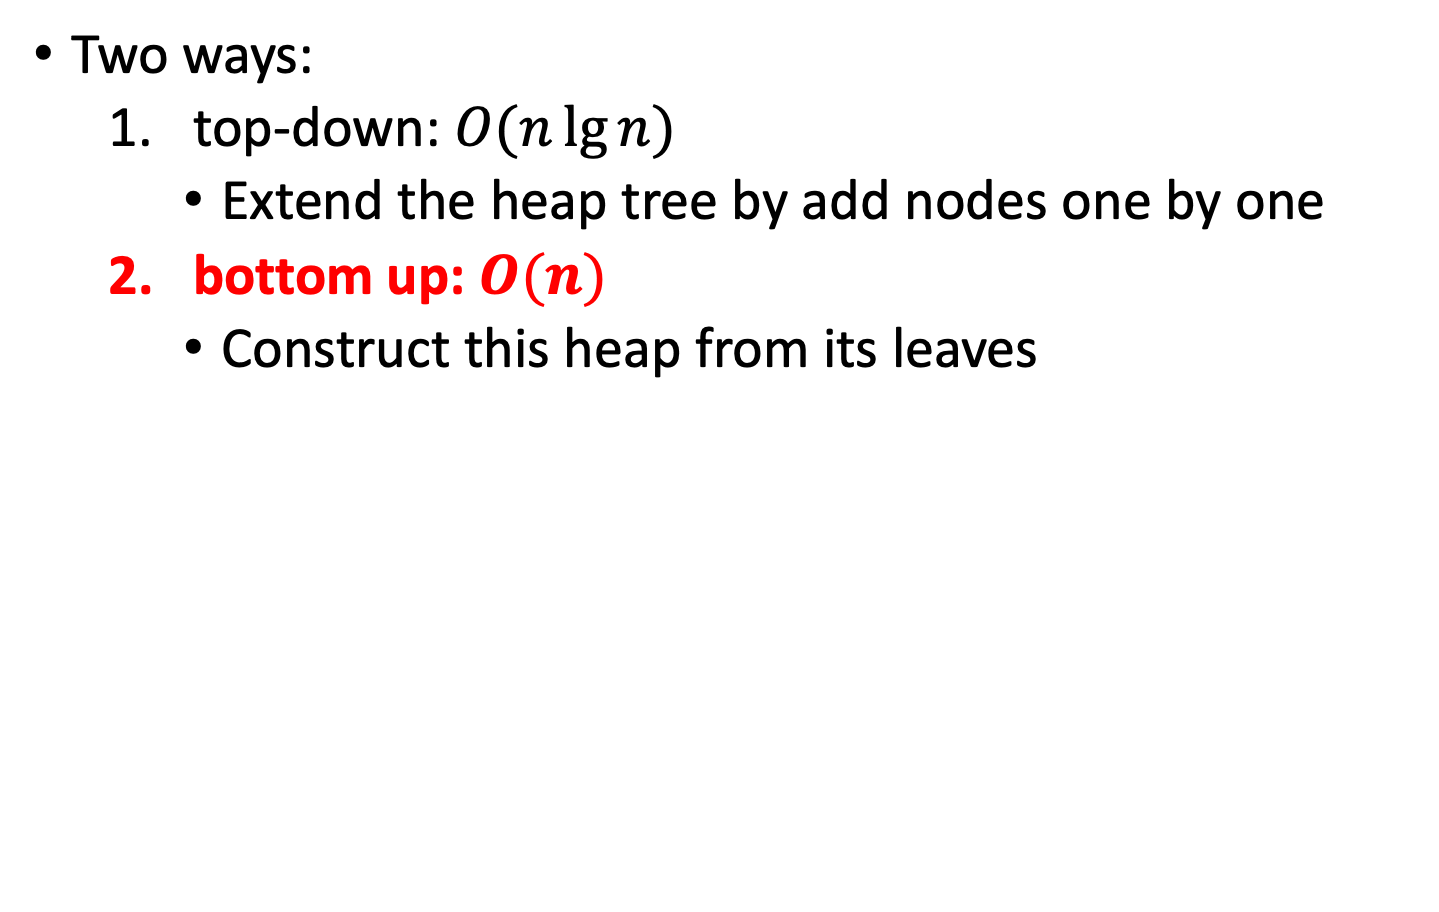 • Two ways:
1. top-down: O(n lg n)
• Extend the heap tree by add nodes one by one
2. bottom up: O(n)
• Construct this heap from its leaves